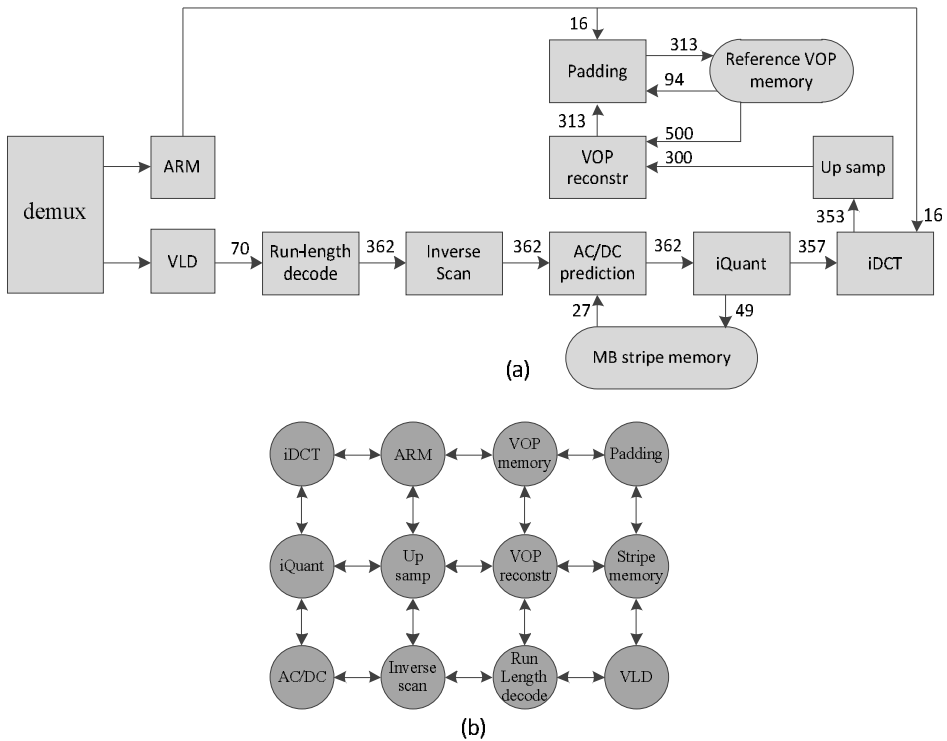 16
Padding
313
Reference VOP
memory
94
313
500
VOP
reconstr
300
Up samp
demux
ARM
353
16
VLD
70
Run-length
decode
362
Inverse
Scan
362
AC/DC
prediction
362
iQuant
357
iDCT
27
49
MB stripe memory
(a)
iDCT
ARM
VOP
memory
Padding
iQuant
Up
samp
VOP
reconstr
Stripe
memory
AC/DC
Inverse
scan
Run
Length
decode
VLD
(b)